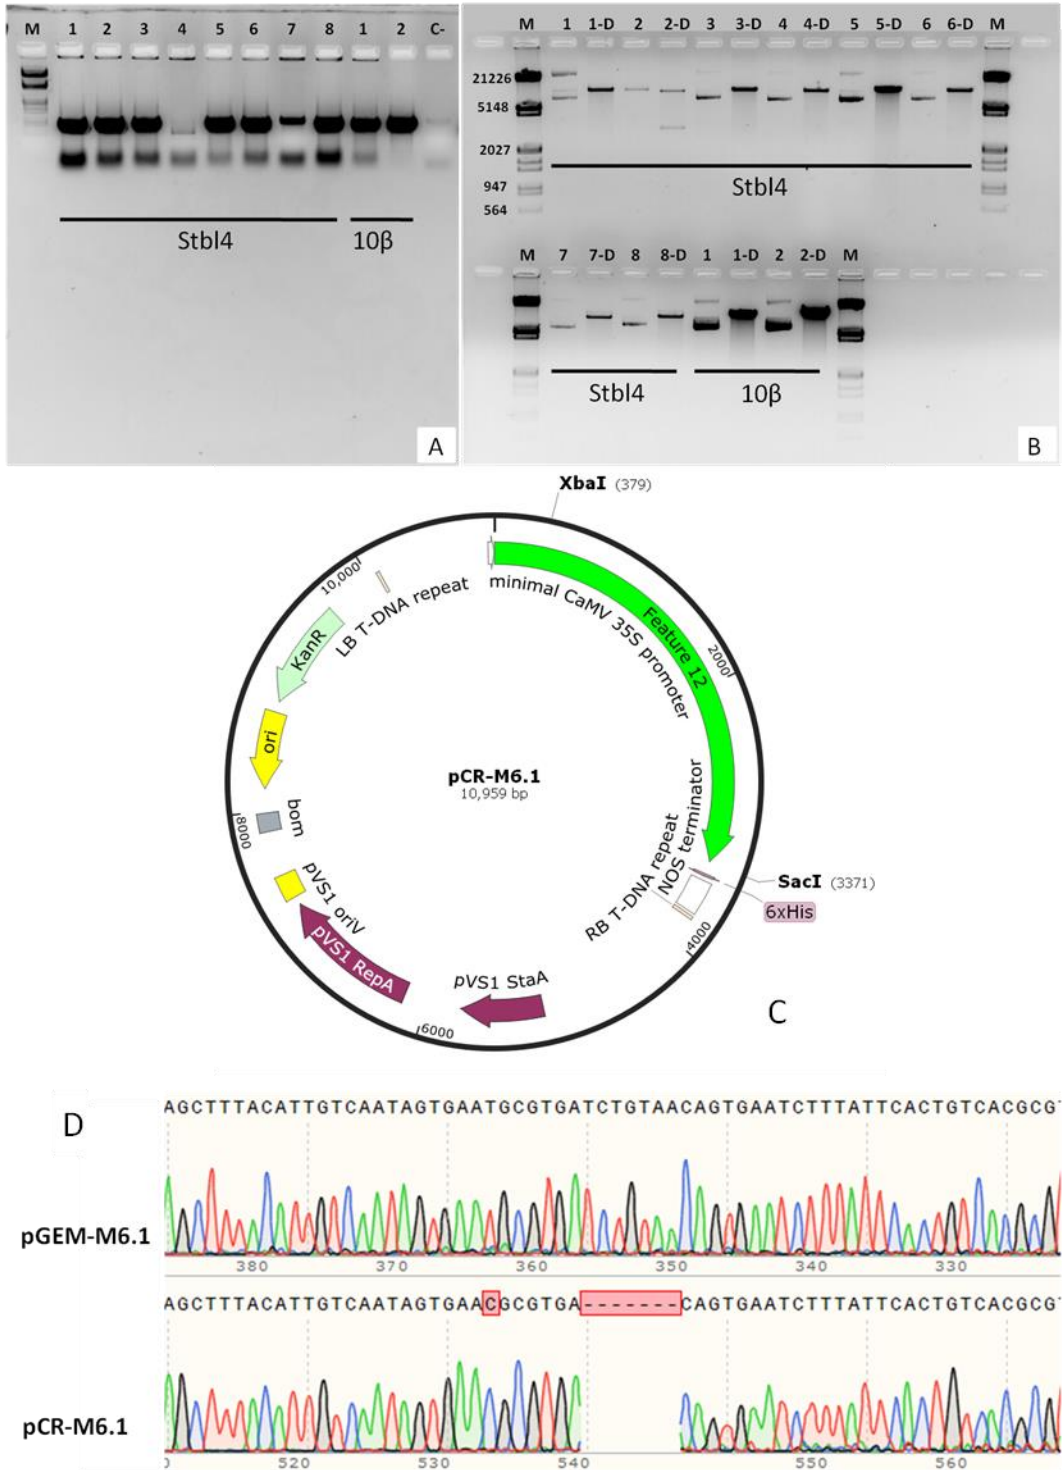 M 1 2 3 4 5 6 7 8 1 2 C-
Stbl4 10β
A
M 1 1-D 2 2-D 3 3-D 4 4-D 5 5-D 6 6-D M
21226
5148
2027
947
564
Stbl4
M 7 7-D 8 8-D 1 1-D 2 2-D M
Stbl4 10β
B
XbaI (379)
10,000
LB T-DNA repeat
minimal CaMV 35S promoter
Feature 12
2000
KanR
ori
pCR-M6.1
10,959 bp
bom
8000
pVS1 oriV
pVS1 RepA
pVS1 StaA
6000
RB T-DNA repeat
NOS terminator
SacI (3371)
6xHis
4000
C
D
AGCTTTACATTGTCAATAGTGAATGCGTGATCTGTAACAGTGAATCTTTATTCACTGTCACGCG
pGEM-M6.1
380 370 360 350 340 330
AGCTTTACATTGTCAATAGTGAACGCGTGA-------CAGTGAATCTTTATTCACTGTCACGCG
pCR-M6.1
520 530 540 550 560